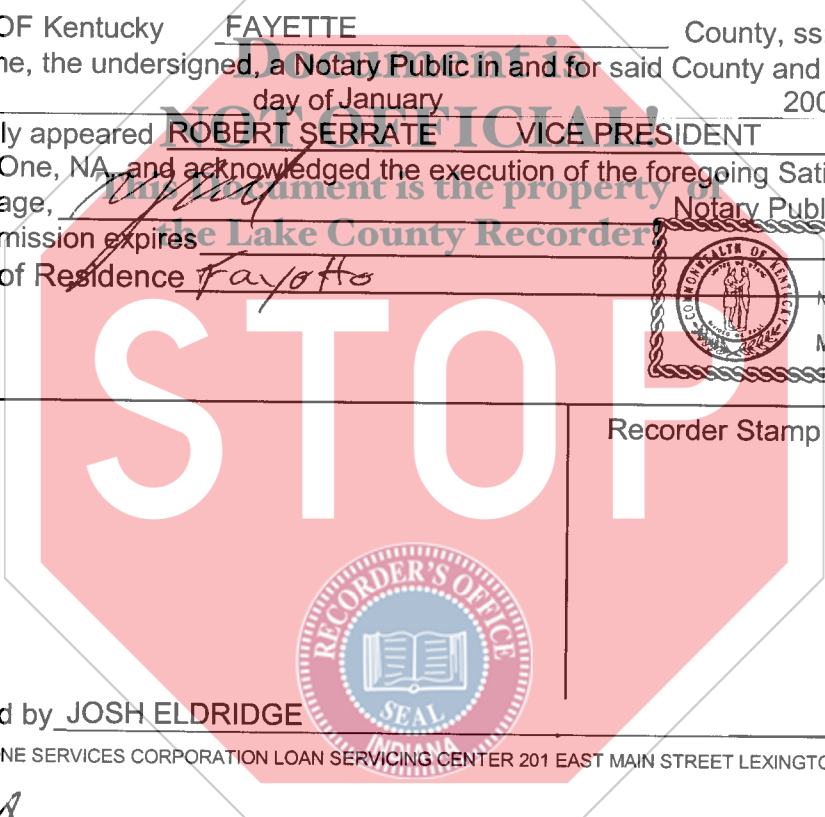 OF Kentucky FAYETTE County, ss
ne, the undersigned, a Notary Public in and for said County and
Document is
day of January 200
NOT OFFICIAL!
ly appeared ROBERT SERRATE VICE PRESIDENT
One, NA, and acknowledged the execution of the foregoing Sati
This Document is the property of
age, Notary Publ
the Lake County Recorder!
mission expires
of Residence Fayette
COMMONWEALTH OF KENTUCKY
N
M
STOP
Recorder Stamp
RECORDER'S OFFICE
SEAL
INDIANA
d by JOSH ELDRIDGE
NE SERVICES CORPORATION LOAN SERVICING CENTER 201 EAST MAIN STREET LEXINGTO